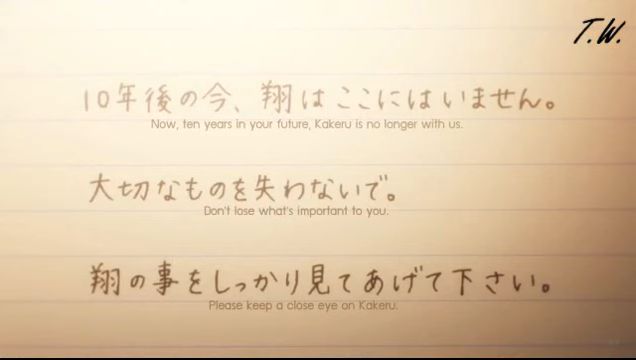 T.W.
10年後の今、翔はここにはいません。
Now, ten years in your future, Kakeru is no longer with us.
大切なものを失わないで。
Don't lose what's important to you.
翔の事をしっかり見てあげて下さい。
Please keep a close eye on Kakeru.